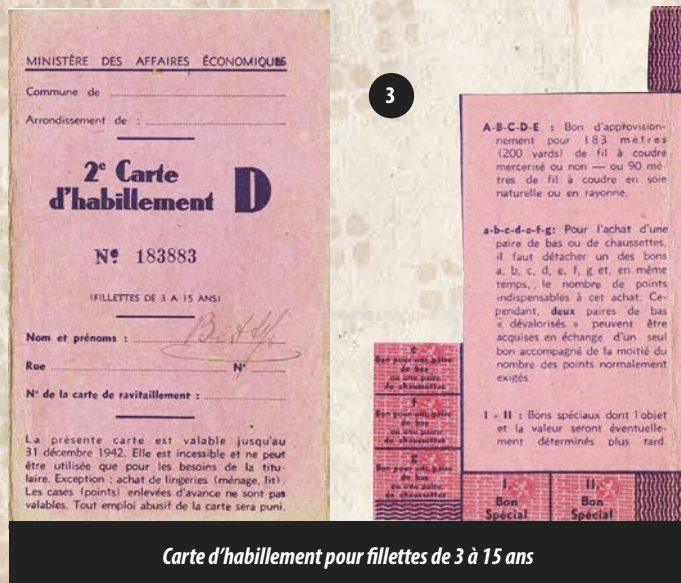 MINISTÈRE DES AFFAIRES ÉCONOMIQUES
Commune de
Arrondissement de :
2e Carte
d'habillement D
No 183883
(FILLETTES DE 3 A 15 ANS)
Nom et prénoms :
Rue N°
N° de la carte de ravitaillement :
La présente carte est valable jusqu'au
31 décembre 1942. Elle est incessible et ne peut
être utilisée que pour les besoins de la titu-
laire. Exception : achat de lingeries (ménage, lit).
Les cases (points) enlevées d'avance ne sont pas
valables. Tout emploi abusif de la carte sera puni.
3
A-B-C-D-E : Bon d'approvision-
nement pour 183 mètres
(200 yards) de fil à coudre
mercerisé ou non — ou 90 mè-
tres de fil à coudre en soie
naturelle ou en rayonne.
a-b-c-d-e-f-g: Pour l'achat d'une
paire de bas ou de chaussettes,
il faut détacher un des bons
a, b, c, d, e, f, g et, en même
temps, le nombre de points
indispensables à cet achat. Ce-
pendant, deux paires de bas
« dévalorisés » peuvent être
acquises en échange d'un seul
bon accompagné de la moitié du
nombre des points normalement
exigés.
I - II : Bons spéciaux dont l'objet
et la valeur seront éventuelle-
ment déterminés plus tard.
e
Bon pour une paire
de bas
ou une paire
de chaussettes
f
Bon pour une paire
de bas
ou une paire
de chaussettes
g
Bon pour une paire
de bas
ou une paire
de chaussettes
I.
Bon
Spécial
II.
Bon
Spécial
Carte d'habillement pour fillettes de 3 à 15 ans